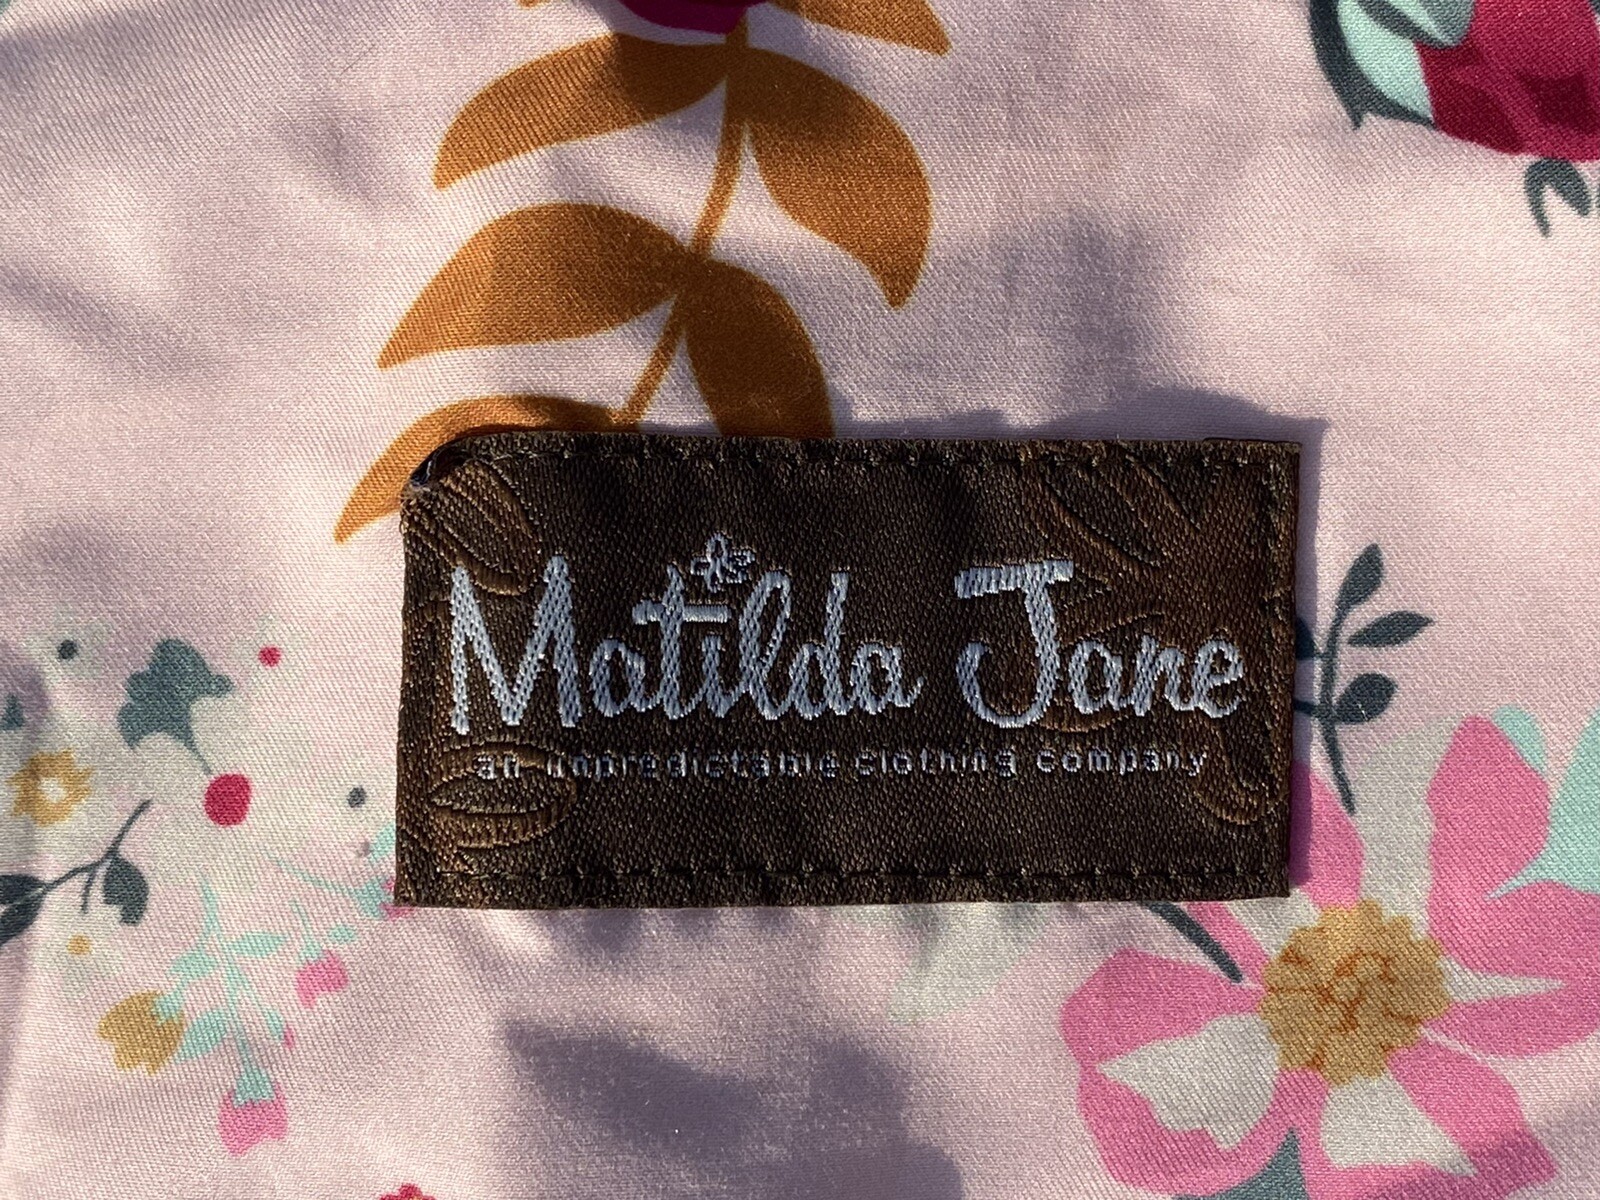 Matilda Jane
an unpredictable clothing company